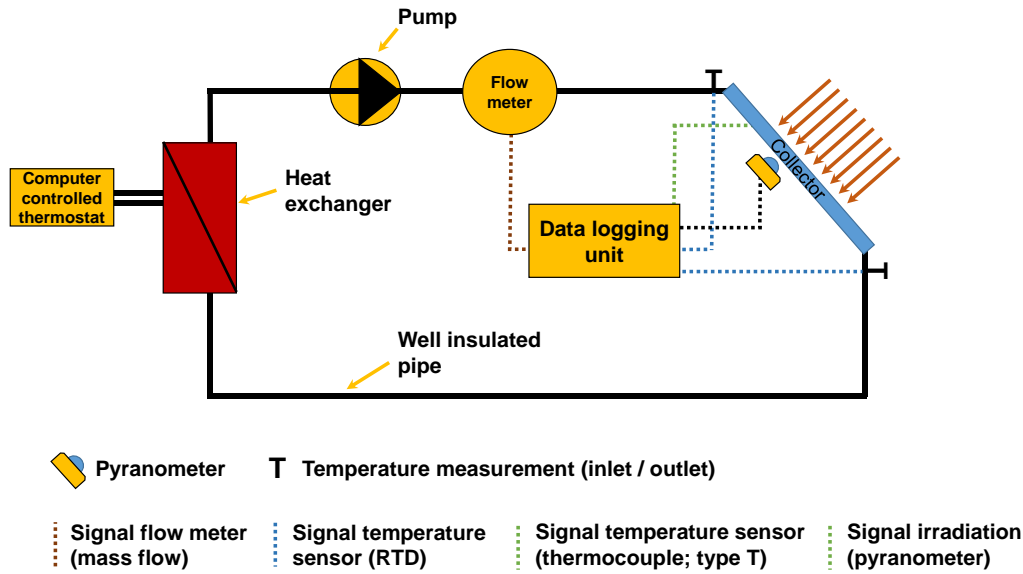 Pump
Flow
meter
T
Collector
Computer
controlled
thermostat
Heat
exchanger
Data logging
unit
T
Well insulated
pipe
Pyranometer
T Temperature measurement (inlet / outlet)
Signal flow meter
(mass flow)
Signal temperature
sensor (RTD)
Signal temperature sensor
(thermocouple; type T)
Signal irradiation
(pyranometer)